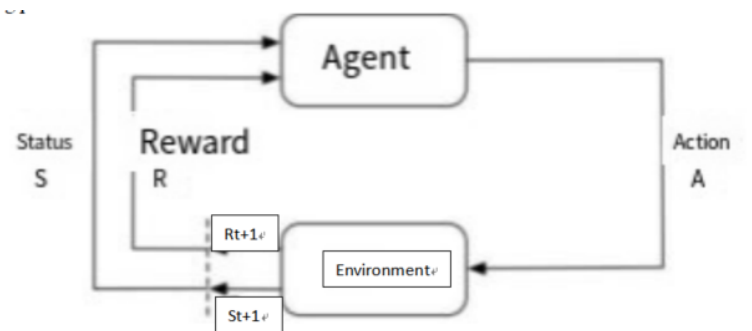 Agent
Status
S
Reward
R
Action
A
Rt+1
Environment
St+1